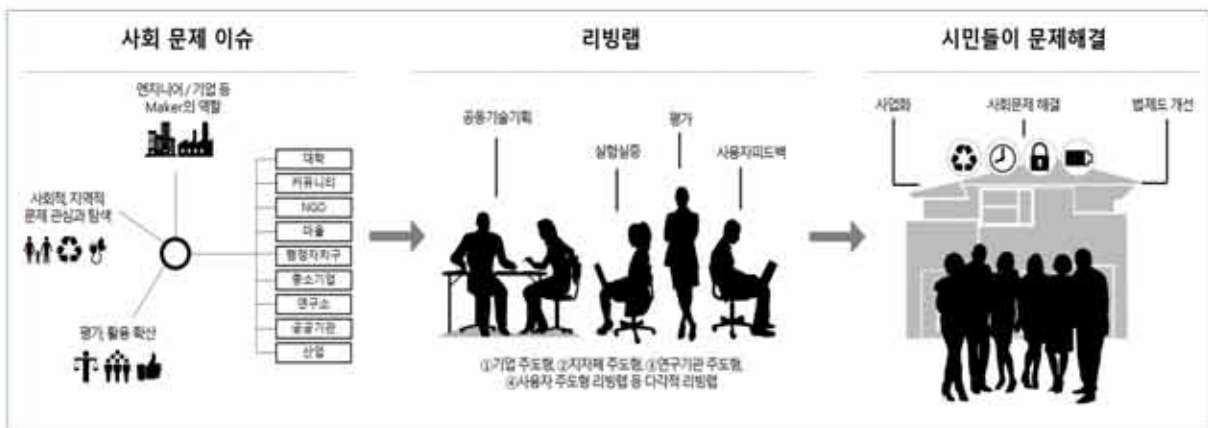 사회 문제 이슈
엔지니어 / 기업 등
Maker의 역할
사회적, 지역적
문제 관심과 탐색
평가, 활용 확산
대학
커뮤니티
NGO
마을
행정자치구
중소기업
연구소
공공기관
산업
리빙랩
공동기술기획
실험실증
평가
사용자피드백
①기업 주도형, ②지자체 주도형, ③연구기관 주도형,
④사용자 주도형 리빙랩 등 다각적 리빙랩
시민들이 문제해결
사업화
사회문제 해결
법제도 개선